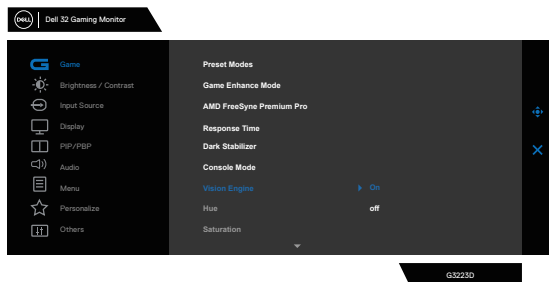 DELL Dell 32 Gaming Monitor
Game
Brightness / Contrast
Input Source
Display
PIP/PBP
Audio
Menu
Personalize
Others
Preset Modes
Game Enhance Mode
AMD FreeSync Premium Pro
Response Time
Dark Stabilizer
Console Mode
Vision Engine On
Hue off
Saturation
G3223D